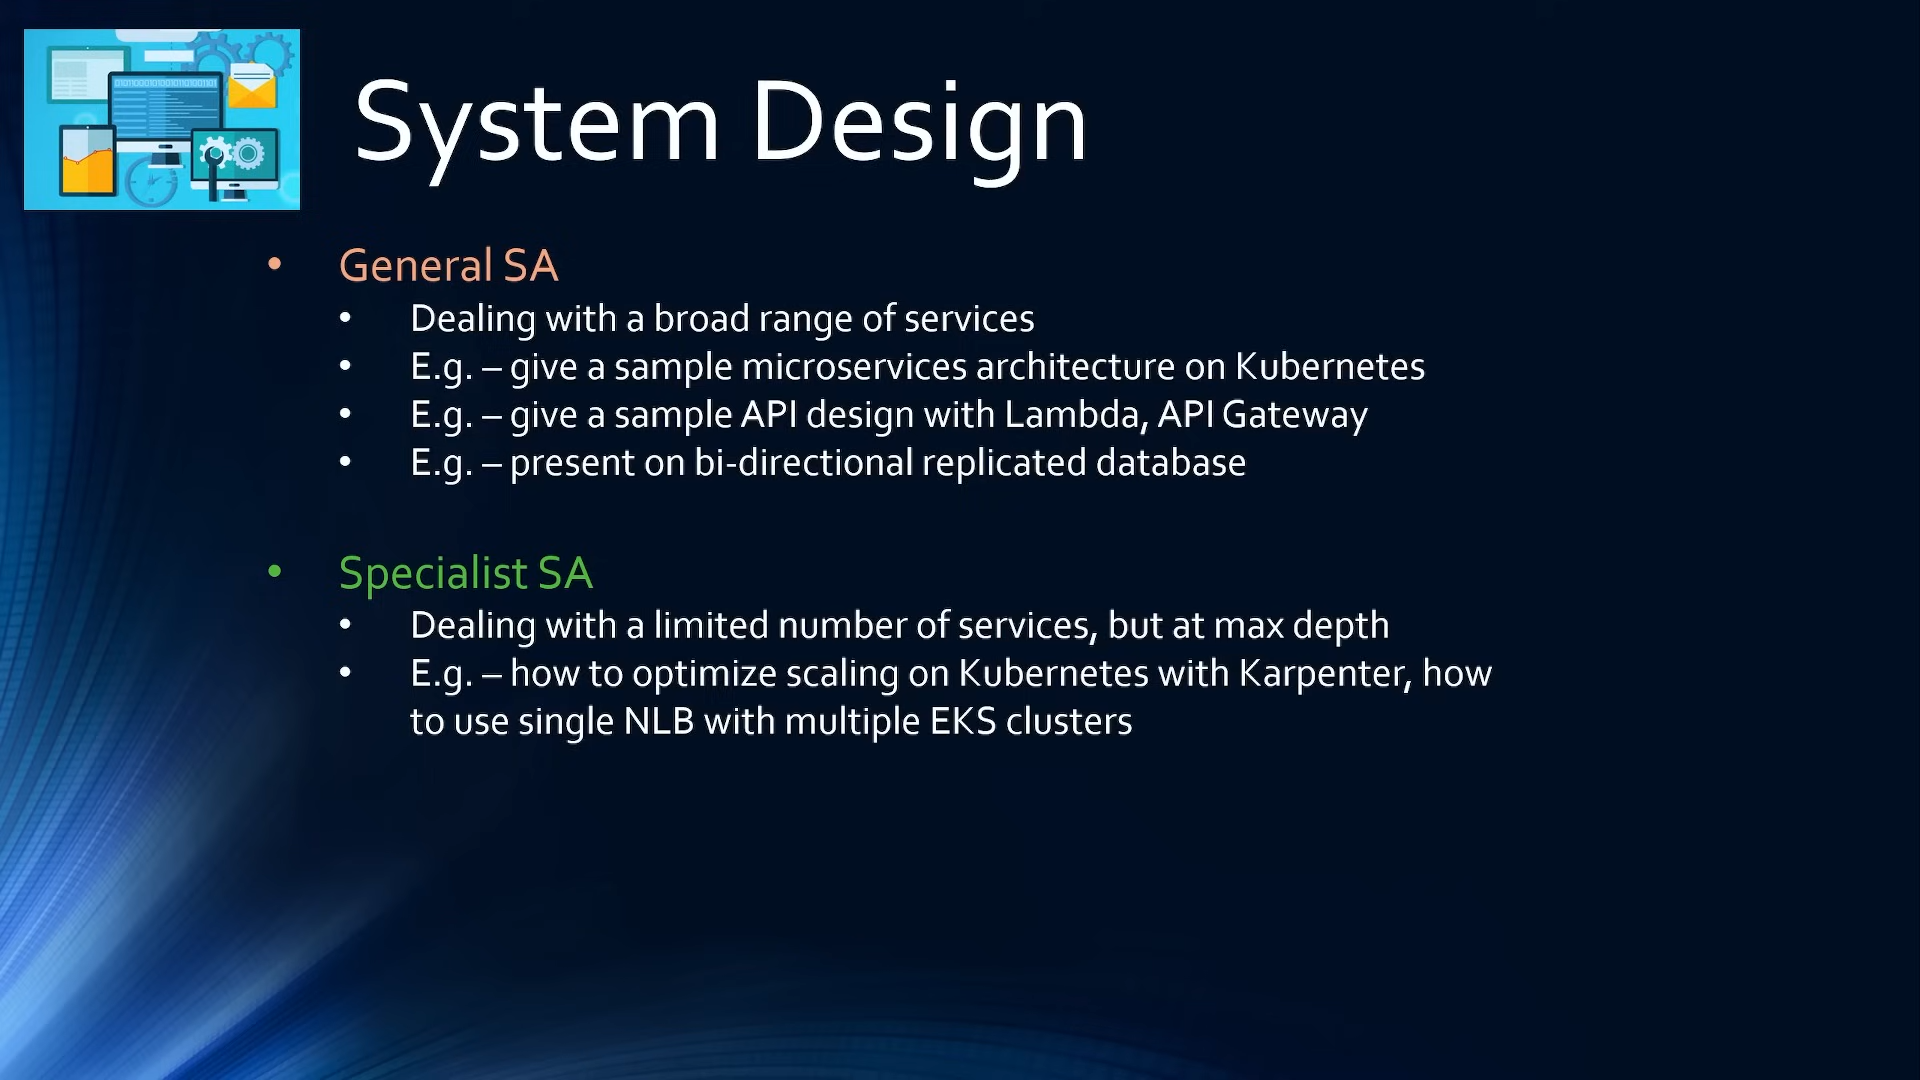 System Design
• General SA
• Dealing with a broad range of services
• E.g. – give a sample microservices architecture on Kubernetes
• E.g. – give a sample API design with Lambda, API Gateway
• E.g. – present on bi-directional replicated database
• Specialist SA
• Dealing with a limited number of services, but at max depth
• E.g. – how to optimize scaling on Kubernetes with Karpenter, how
to use single NLB with multiple EKS clusters